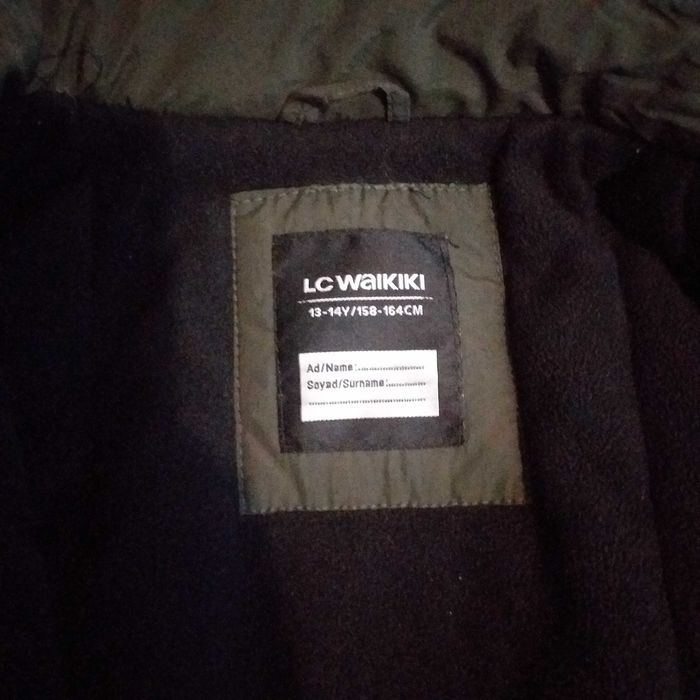 LC WAIKIKI
13-14Y/158-164CM
Ad/Name:....................
Soyad/Surname:............
....................................